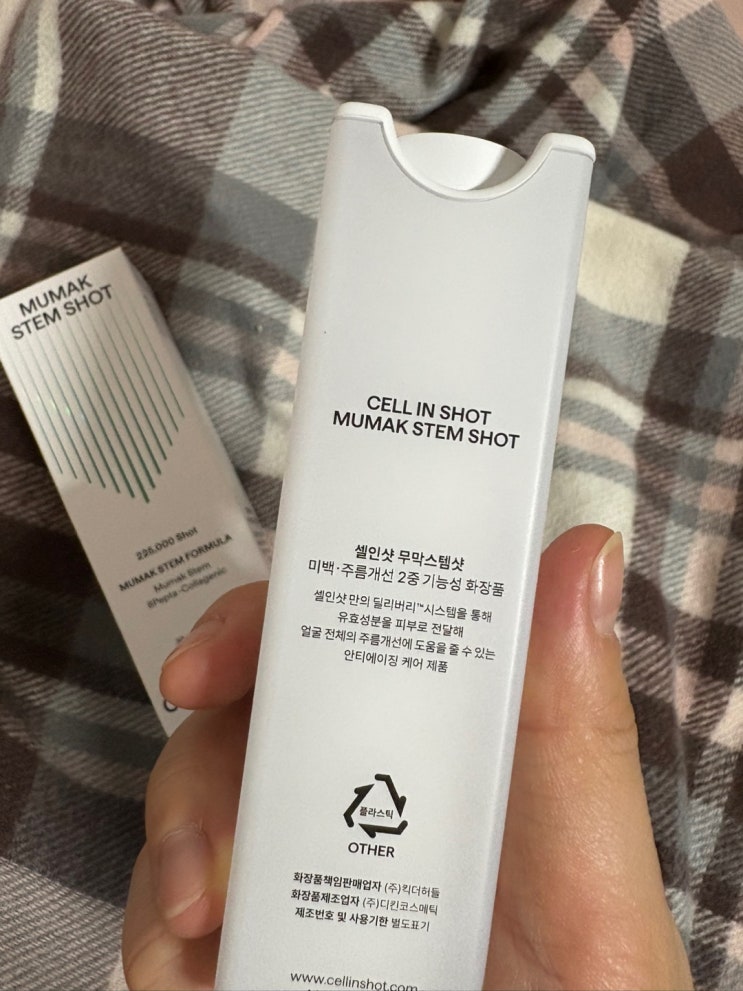 MUMAK
STEM SHOT
225,000 Shot
MUMAK STEM FORMULA
Mumak Stem
8Pepta-Collagenic
CELL IN SHOT
MUMAK STEM SHOT
셀인샷 무막스템샷
미백·주름개선 2중 기능성 화장품
셀인샷 만의 딜리버리™시스템을 통해
유효성분을 피부로 전달해
얼굴 전체의 주름개선에 도움을 줄 수 있는
안티에이징 케어 제품
플라스틱
OTHER
화장품책임판매업자 (주)킥더허들
화장품제조업자 (주)디킨코스메틱
제조번호 및 사용기한 별도표기
www.cellinshot.com